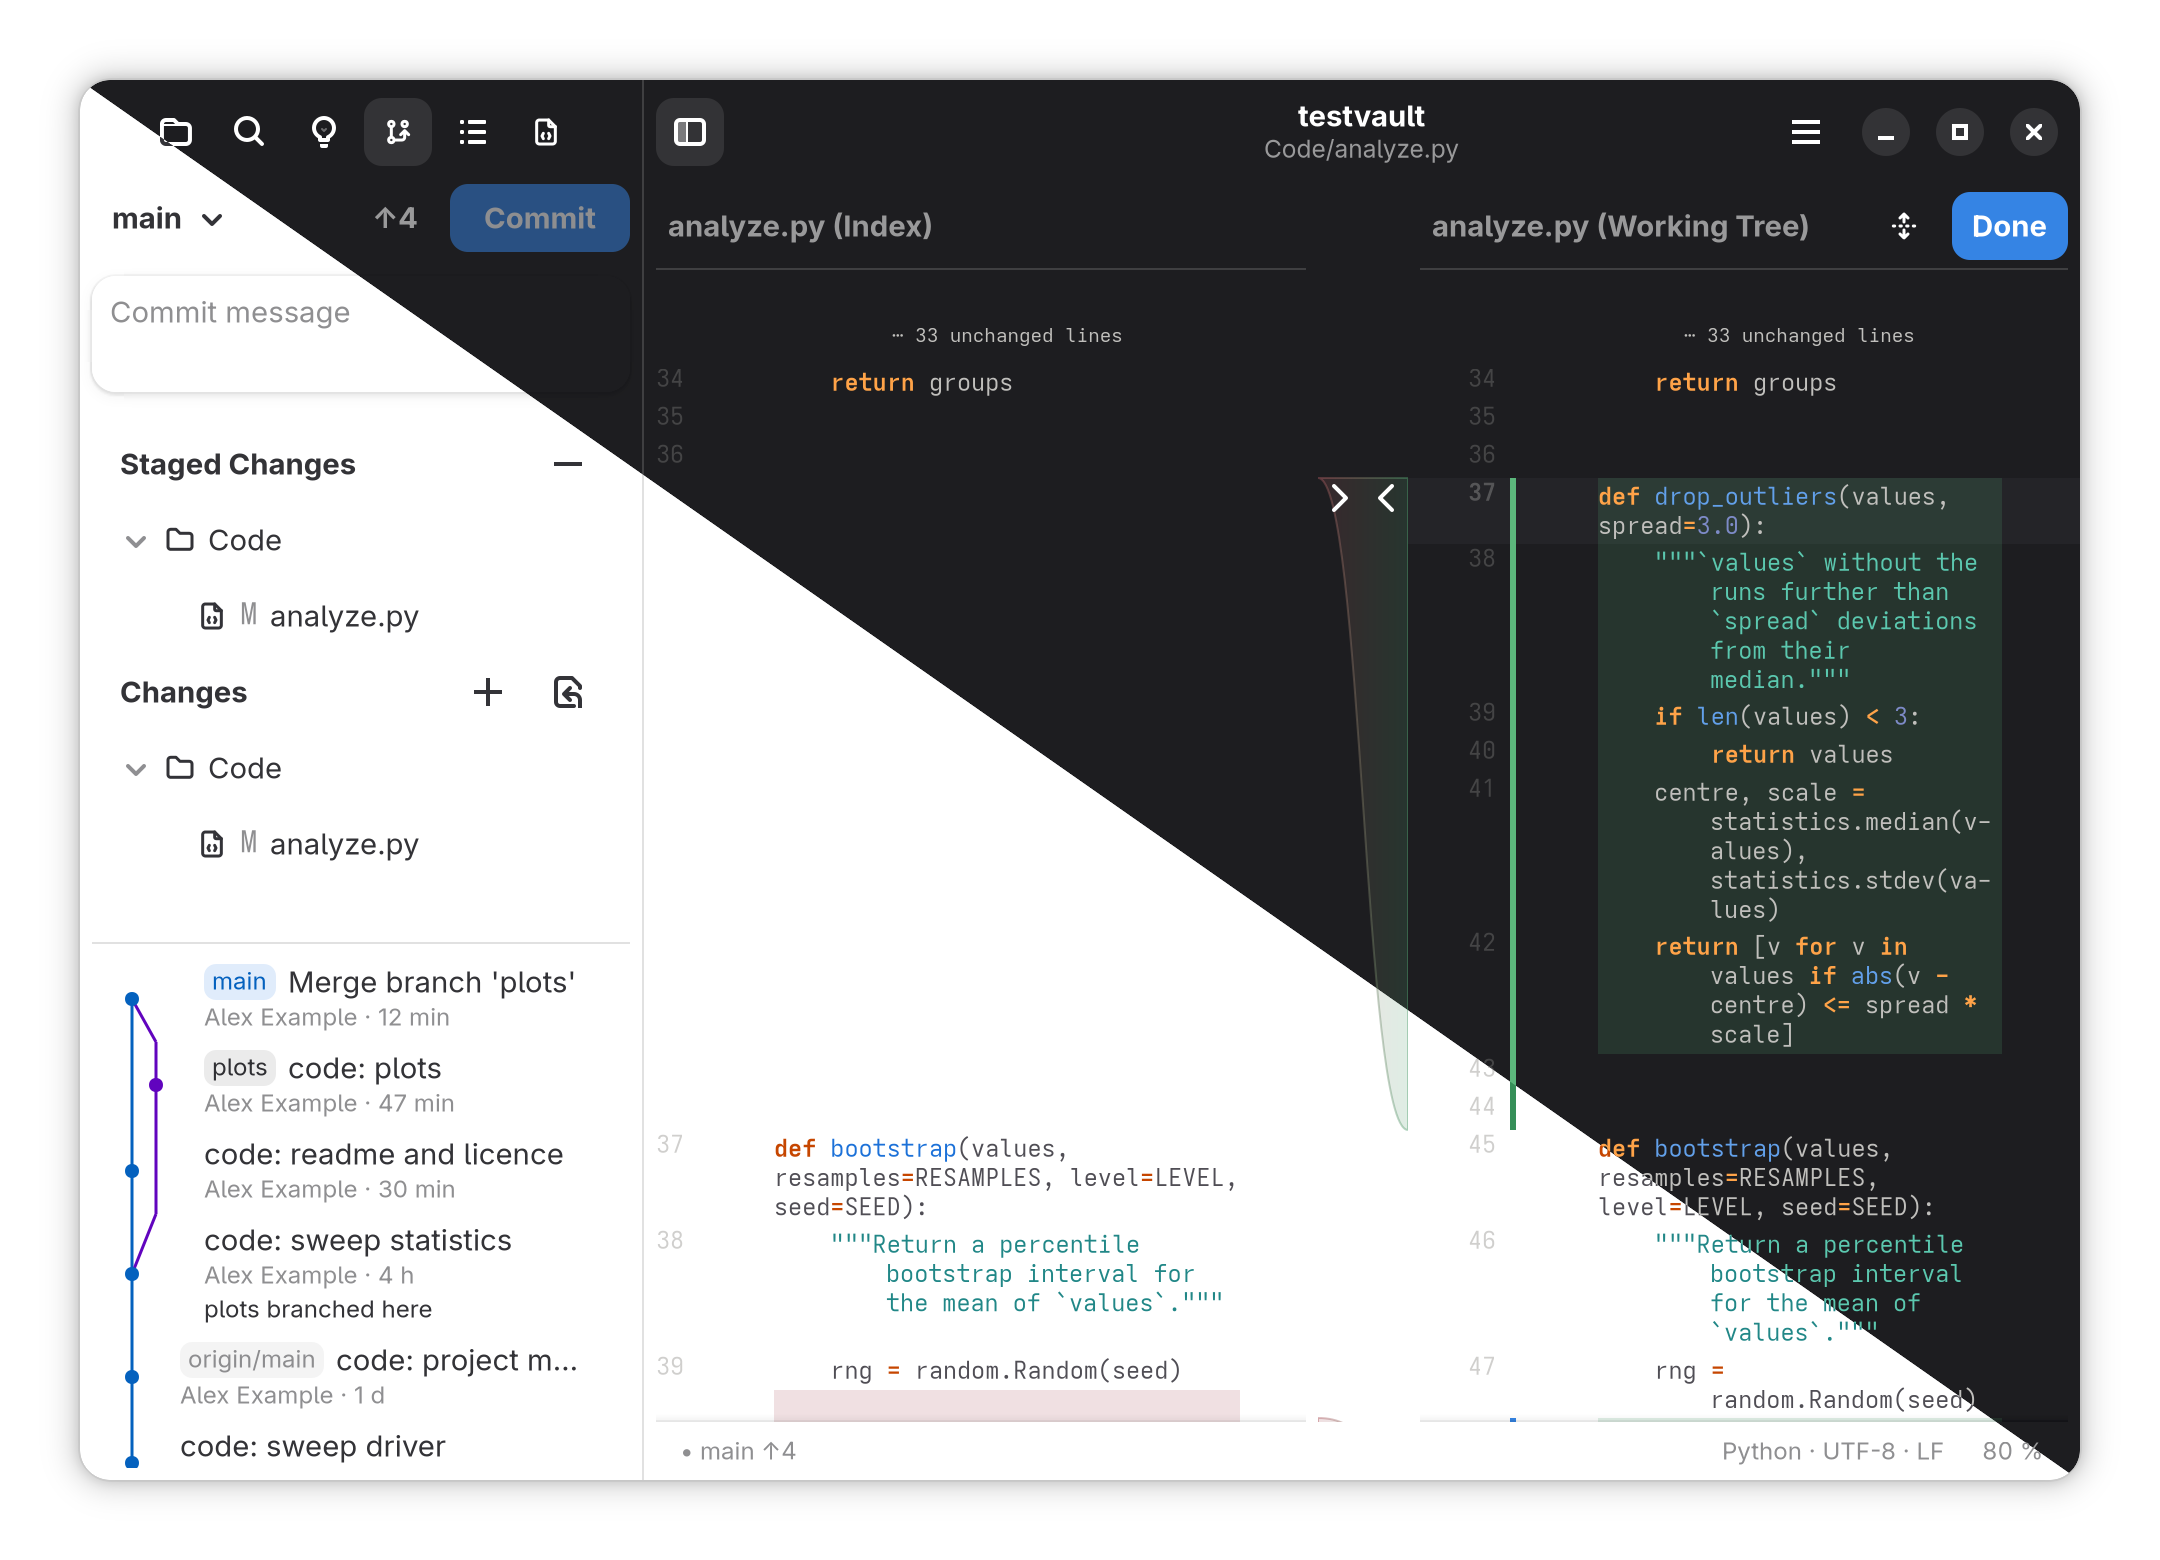 testvault
Code/analyze.py
main
↑4
Commit
Commit message
Staged Changes
Code
M analyze.py
Changes
Code
M analyze.py
main Merge branch 'plots'
Alex Example · 12 min
plots code: plots
Alex Example · 47 min
code: readme and licence
Alex Example · 30 min
code: sweep statistics
Alex Example · 4 h
plots branched here
origin/main code: project m…
Alex Example · 1 d
code: sweep driver
analyze.py (Index)
⋯ 33 unchanged lines
34 return groups
35
36
37 def bootstrap(values,
resamples=RESAMPLES, level=LEVEL,
seed=SEED):
38 """Return a percentile
bootstrap interval for
the mean of `values`."""
39 rng = random.Random(seed)
analyze.py (Working Tree)
Done
⋯ 33 unchanged lines
34 return groups
35
36
37 def drop_outliers(values,
spread=3.0):
38 """`values` without the
runs further than
`spread` deviations
from their
median."""
39 if len(values) < 3:
40 return values
41 centre, scale =
statistics.median(v-
alues),
statistics.stdev(va-
lues)
42 return [v for v in
values if abs(v -
centre) <= spread *
scale]
43
44
45 def bootstrap(values,
resamples=RESAMPLES,
level=LEVEL, seed=SEED):
46 """Return a percentile
bootstrap interval
for the mean of
`values`."""
47 rng =
random.Random(seed)
• main ↑4
Python · UTF-8 · LF
80 %